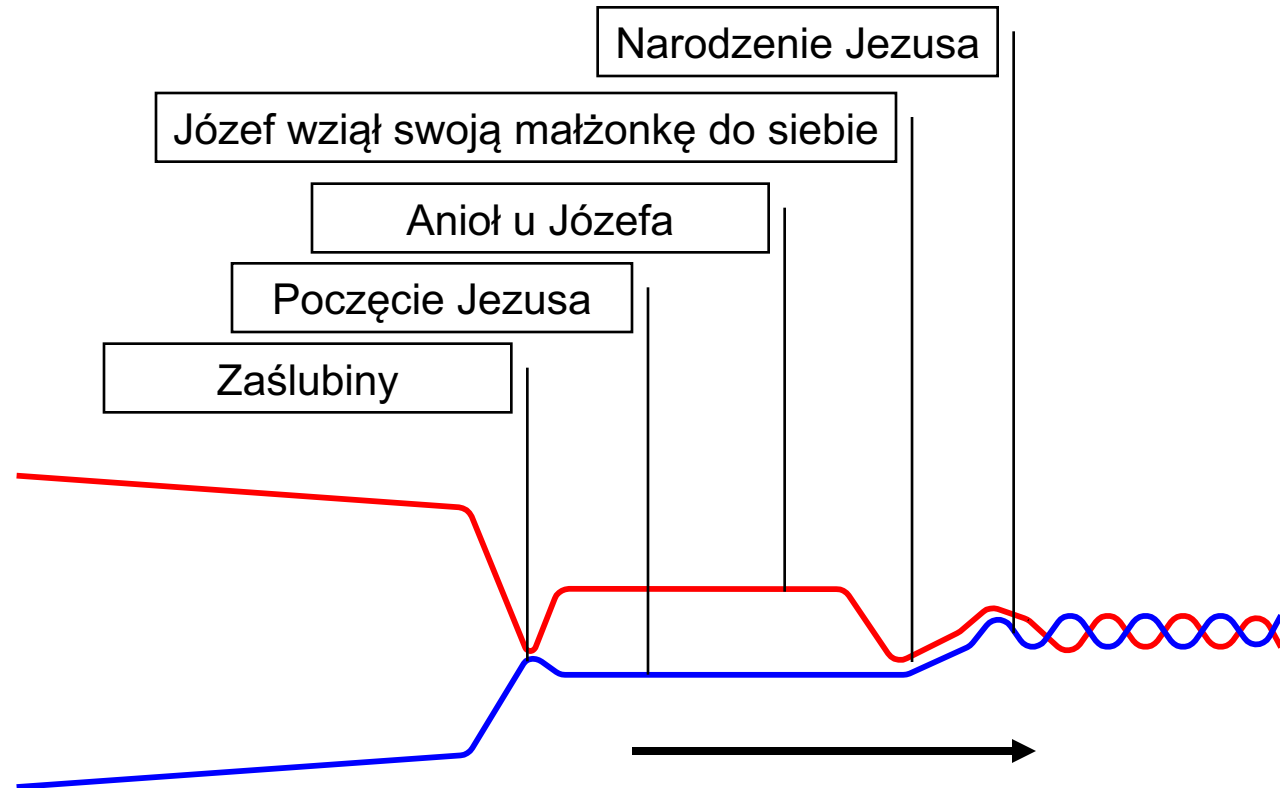 Narodzenie Jezusa
Józef wziął swoją małżonkę do siebie
Anioł u Józefa
Poczęcie Jezusa
Zaślubiny